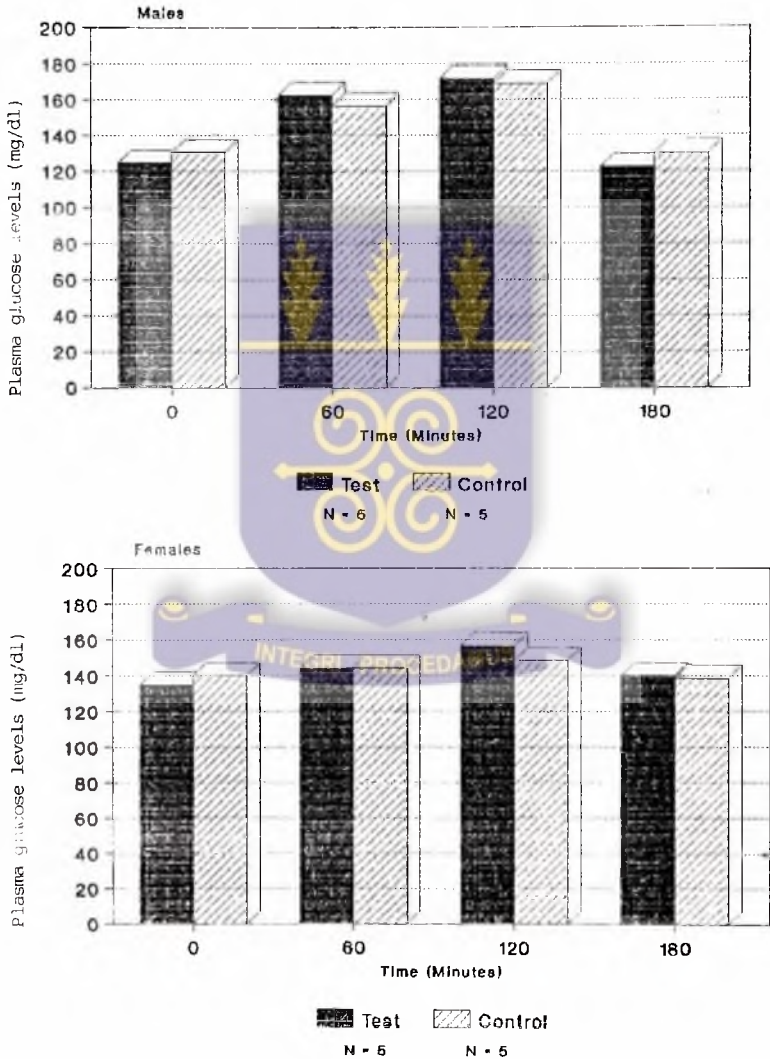 Males
Plasma glucose levels (mg/dl)
200
180
160
140
120
100
80
60
40
20
0
0 60 120 180
Time (Minutes)
Test Control
N - 6 N - 5
Females
Plasma glucose levels (mg/dl)
200
180
160
140
120
100
80
60
40
20
0
INTEGRI PROCEDAMUS
0 60 120 180
Time (Minutes)
Test Control
N - 5 N - 5